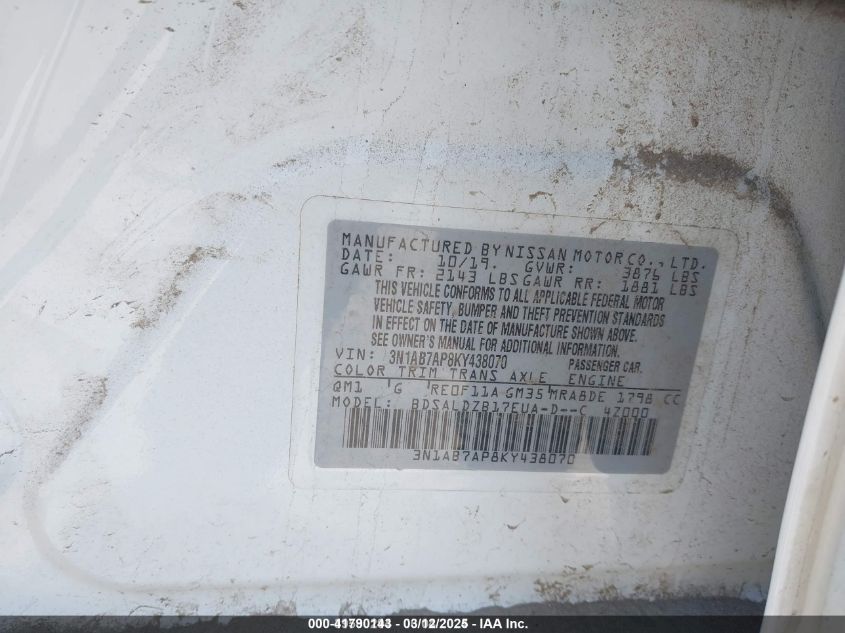 MANUFACTURED BY NISSAN MOTOR CO., LTD.
DATE: 10/19. GVWR: 3876 LBS
GAWR FR: 2143 LBS GAWR RR: 1881 LBS
THIS VEHICLE CONFORMS TO ALL APPLICABLE FEDERAL MOTOR
VEHICLE SAFETY, BUMPER AND THEFT PREVENTION STANDARDS
IN EFFECT ON THE DATE OF MANUFACTURE SHOWN ABOVE.
SEE OWNER'S MANUAL FOR ADDITIONAL INFORMATION.
VIN: 3N1AB7AP8KY438070 PASSENGER CAR.
COLOR TRIM TRANS AXLE ENGINE
QM1 G RE0F11A GM35 MRA8DE 1798 CC
MODEL: BDSALDZB17EUA-D--C 4Z000
3N1AB7AP8KY438070
000-41790143 - 03/12/2025 - IAA Inc.